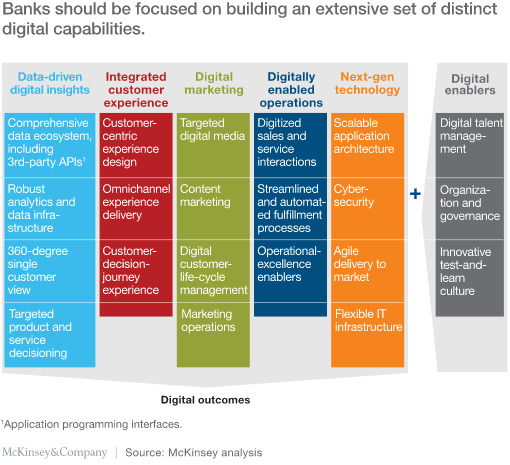 Banks should be focused on building an extensive set of distinct
digital capabilities.
Data-driven
digital insights
Comprehensive
data ecosystem,
including
3rd-party APIs¹
Robust
analytics and
data infra-
structure
360-degree
single
customer
view
Targeted
product and
service
decisioning
Integrated
customer
experience
Customer-
centric
experience
design
Omnichannel
experience
delivery
Customer-
decision-
journey
experience
Digital
marketing
Targeted
digital media
Content
marketing
Digital
customer-
life-cycle
management
Marketing
operations
Digitally
enabled
operations
Digitized
sales and
service
interactions
Streamlined
and automat-
ed fulfillment
processes
Operational-
excellence
enablers
Next-gen
technology
Scalable
application
architecture
Cyber-
security
Agile
delivery to
market
Flexible IT
infrastructure
+
Digital
enablers
Digital talent
manage-
ment
Organiza-
tion and
governance
Innovative
test-and-
learn
culture
Digital outcomes
¹Application programming interfaces.
McKinsey&Company | Source: McKinsey analysis